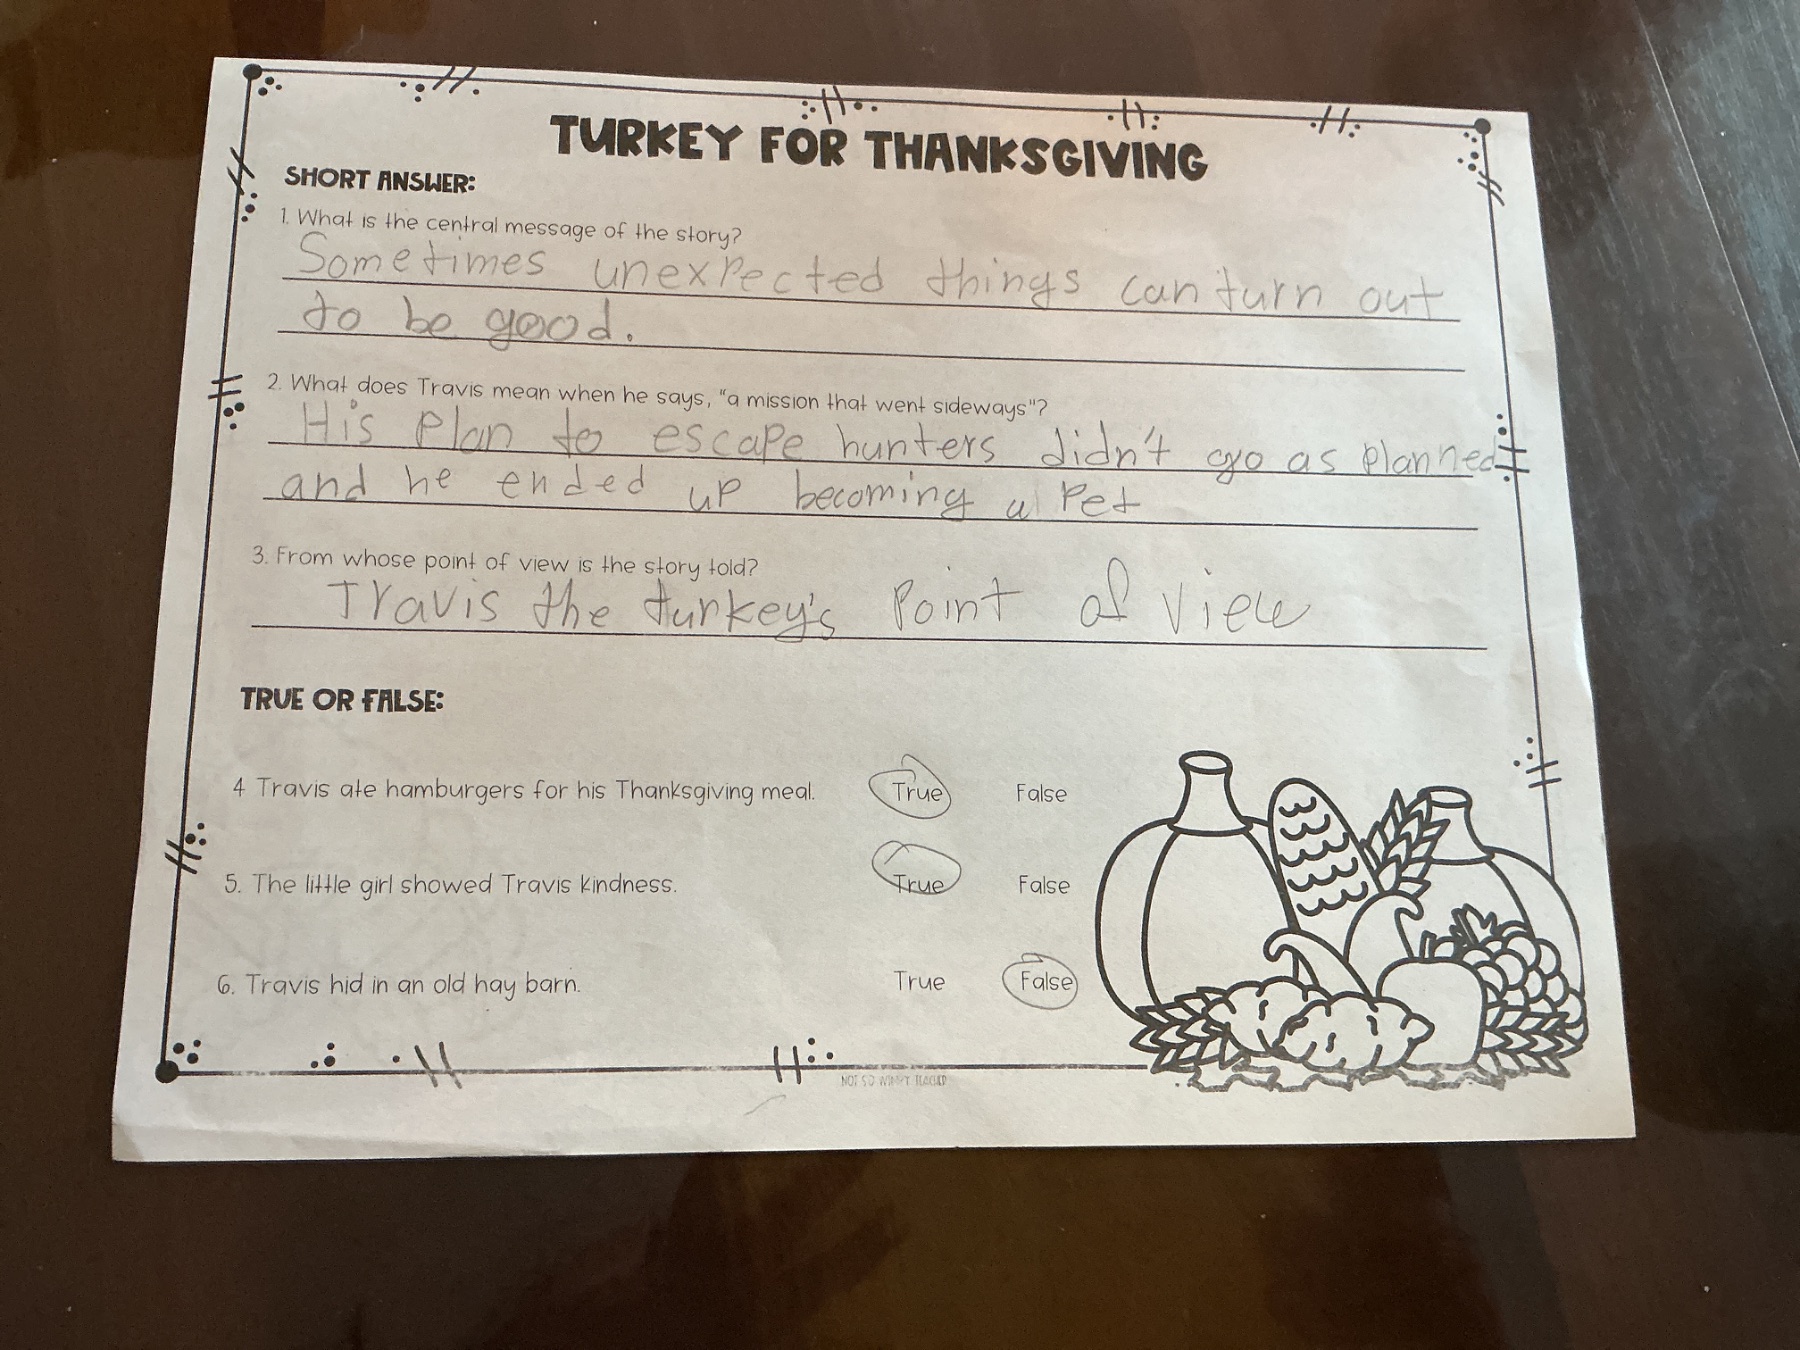 TURKEY FOR THANKSGIVING
SHORT ANSWER:
1. What is the central message of the story?
Sometimes unexpected things can turn out
to be good.
2. What does Travis mean when he says, "a mission that went sideways"?
His plan to escape hunters didn't go as planned
and he ended up becoming a pet
3. From whose point of view is the story told?
Travis the turkey's point of view
TRUE OR FALSE:
4 Travis ate hamburgers for his Thanksgiving meal. True False
5. The little girl showed Travis kindness. True False
6. Travis hid in an old hay barn. True False
NOT SO WIMPY TEACHER